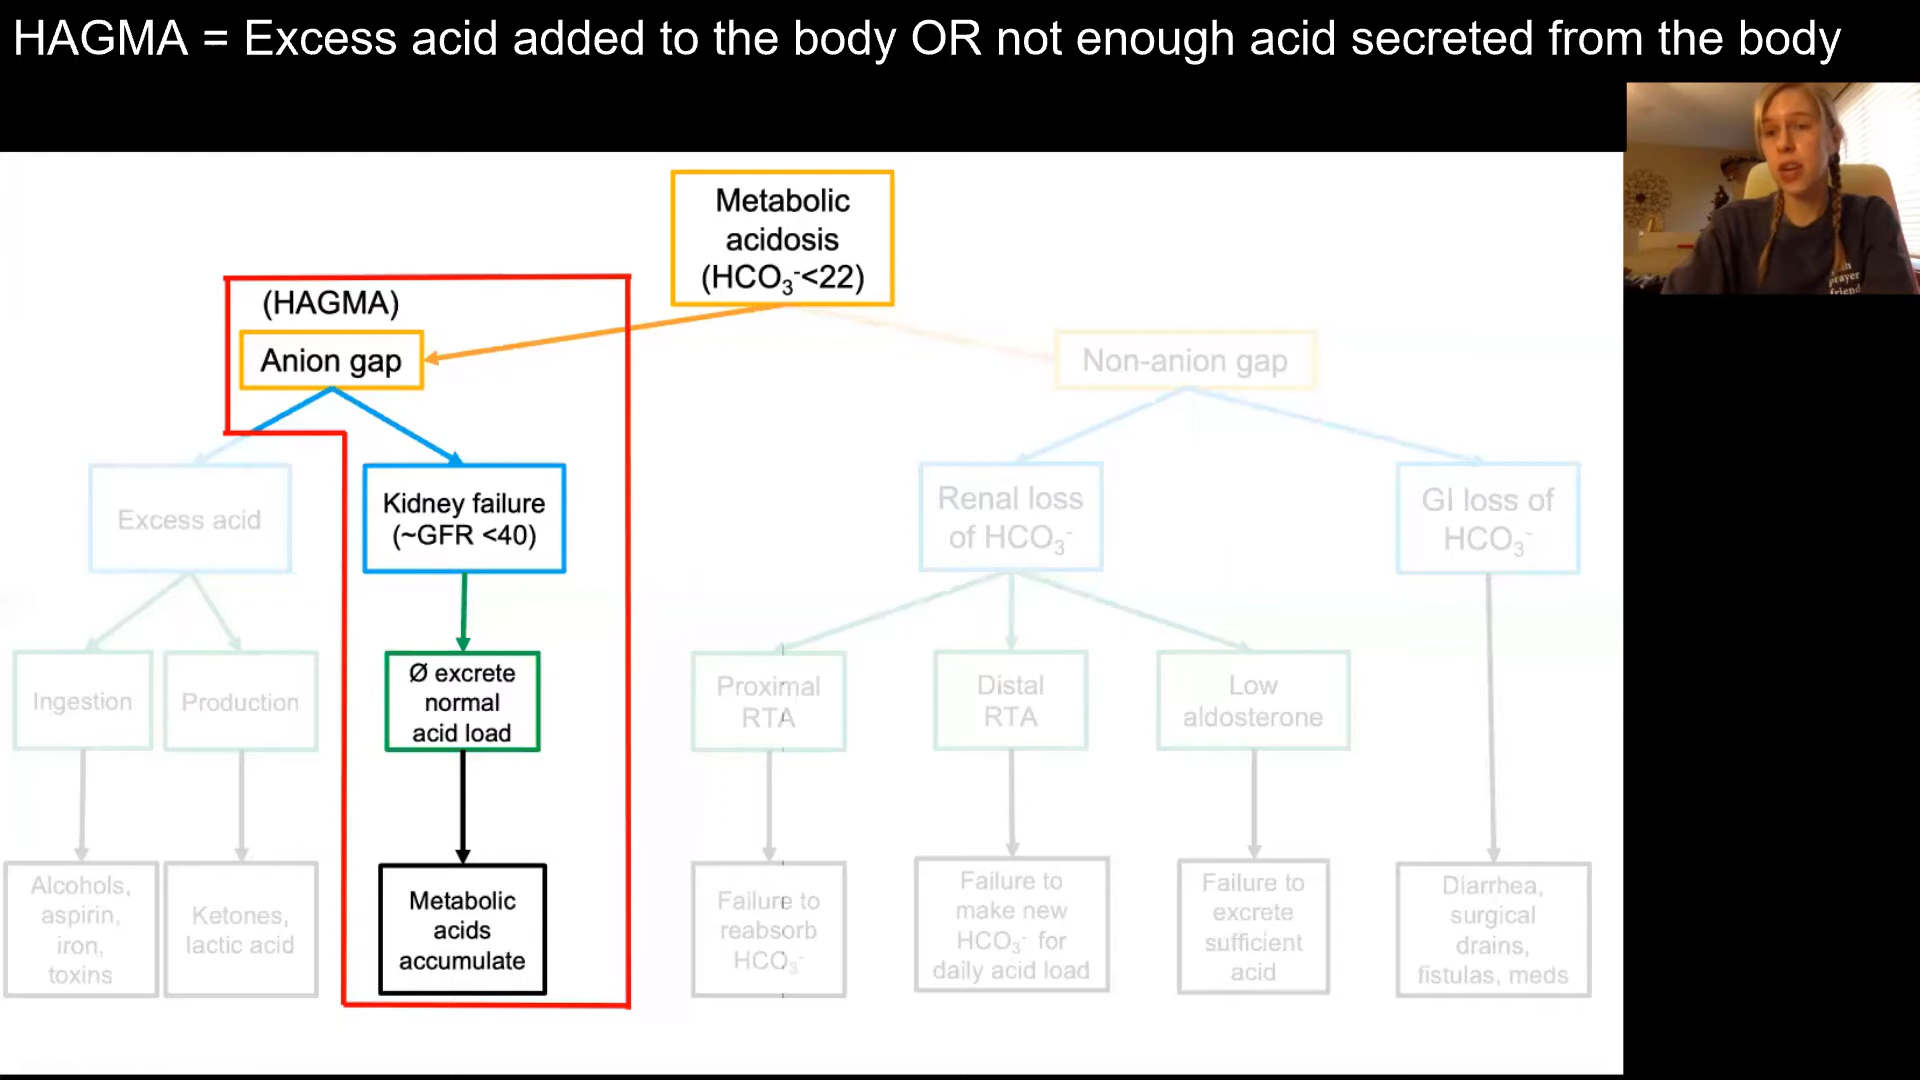 HAGMA = Excess acid added to the body OR not enough acid secreted from the body
Metabolic
acidosis
(HCO₃⁻<22)
(HAGMA)
Anion gap
Non-anion gap
Excess acid
Kidney failure
(~GFR <40)
Renal loss
of HCO₃⁻
GI loss of
HCO₃⁻
Ingestion
Production
Ø excrete
normal
acid load
Proximal
RTA
Distal
RTA
Low
aldosterone
Alcohols,
aspirin,
iron,
toxins
Ketones,
lactic acid
Metabolic
acids
accumulate
Failure to
reabsorb
HCO₃⁻
Failure to
make new
HCO₃⁻ for
daily acid load
Failure to
excrete
sufficient
acid
Diarrhea,
surgical
drains,
fistulas, meds
prayer
friend